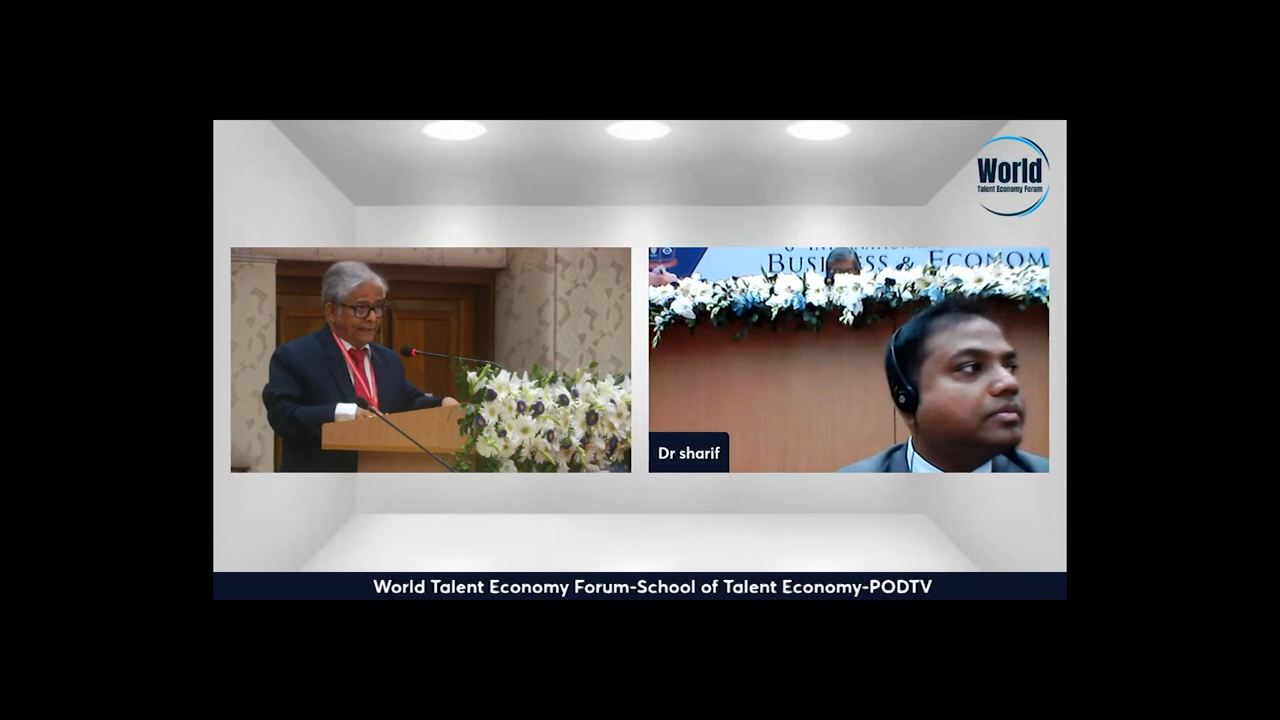 World
Talent Economy Forum
BUSINESS & ECONOM
Dr sharif
World Talent Economy Forum-School of Talent Economy-PODTV